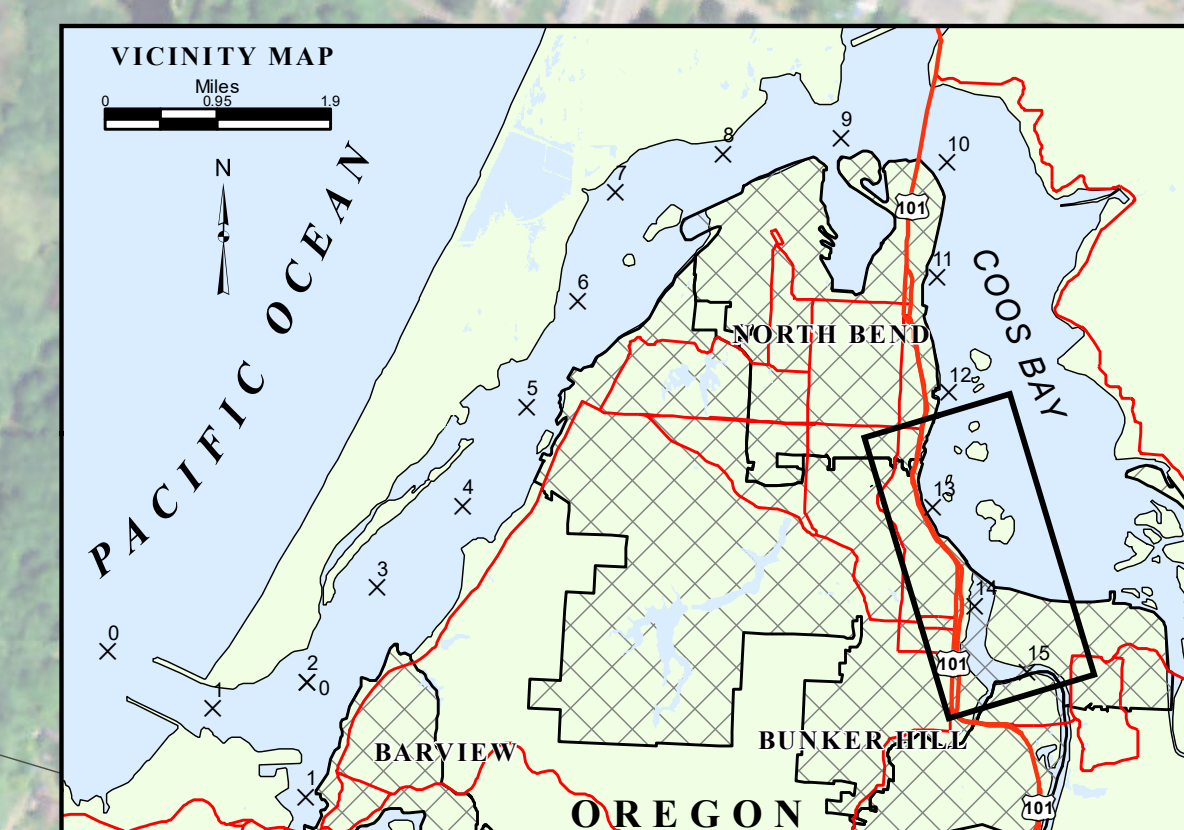 VICINITY MAP
Miles
0 0.95 1.9
N
PACIFIC OCEAN
9
8
10
7
101
11
COOS BAY
6
NORTH BEND
12
5
4
13
3
14
0
2
0
15
101
1
BARVIEW
BUNKER HILL
1
OREGON
101